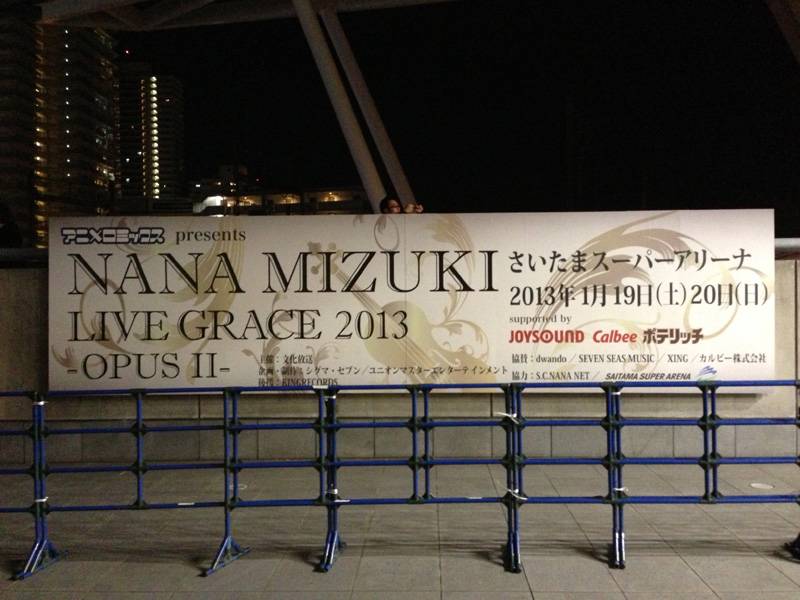 アニメロミックス presents
NANA MIZUKI
LIVE GRACE 2013
-OPUS II-
主催：文化放送
企画・制作：シグマ・セブン／ユニオンマスターエンターテインメント
後援：KINGRECORDS
さいたまスーパーアリーナ
2013年 1月 19日(土) 20日(日)
supported by
JOYSOUND Calbee ポテリッチ
協賛：dwando／SEVEN SEAS MUSIC／XING／カルビー株式会社
協力：S.C.NANA NET／SAITAMA SUPER ARENA